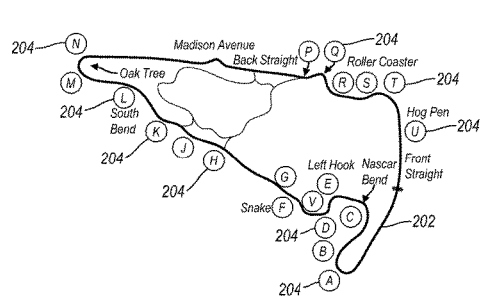 204
N
Madison Avenue
P
Q
204
Back Straight
Roller Coaster
Oak Tree
M
R
S
T
204
204
L
South
Bend
Hog Pen
U
204
K
204
J
H
204
Left Hook
Nascar
Bend
Front
Straight
G
E
Snake
F
V
C
D
204
202
B
204
A